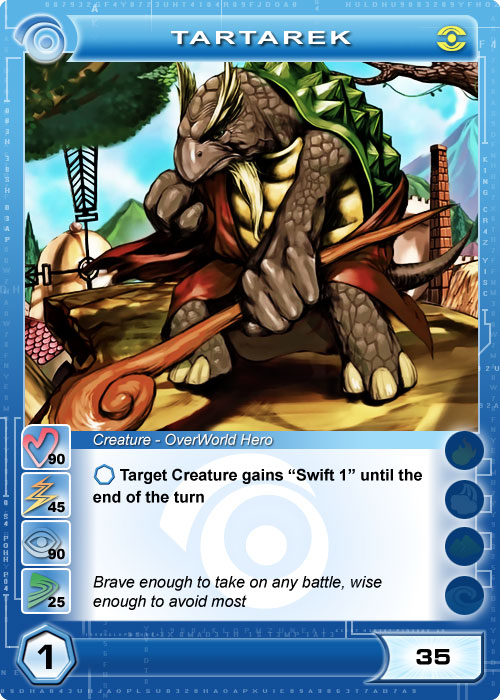 TARTAREK
Creature - OverWorld Hero
90
45
90
25
Target Creature gains “Swift 1” until the
end of the turn
Brave enough to take on any battle, wise
enough to avoid most
1
35